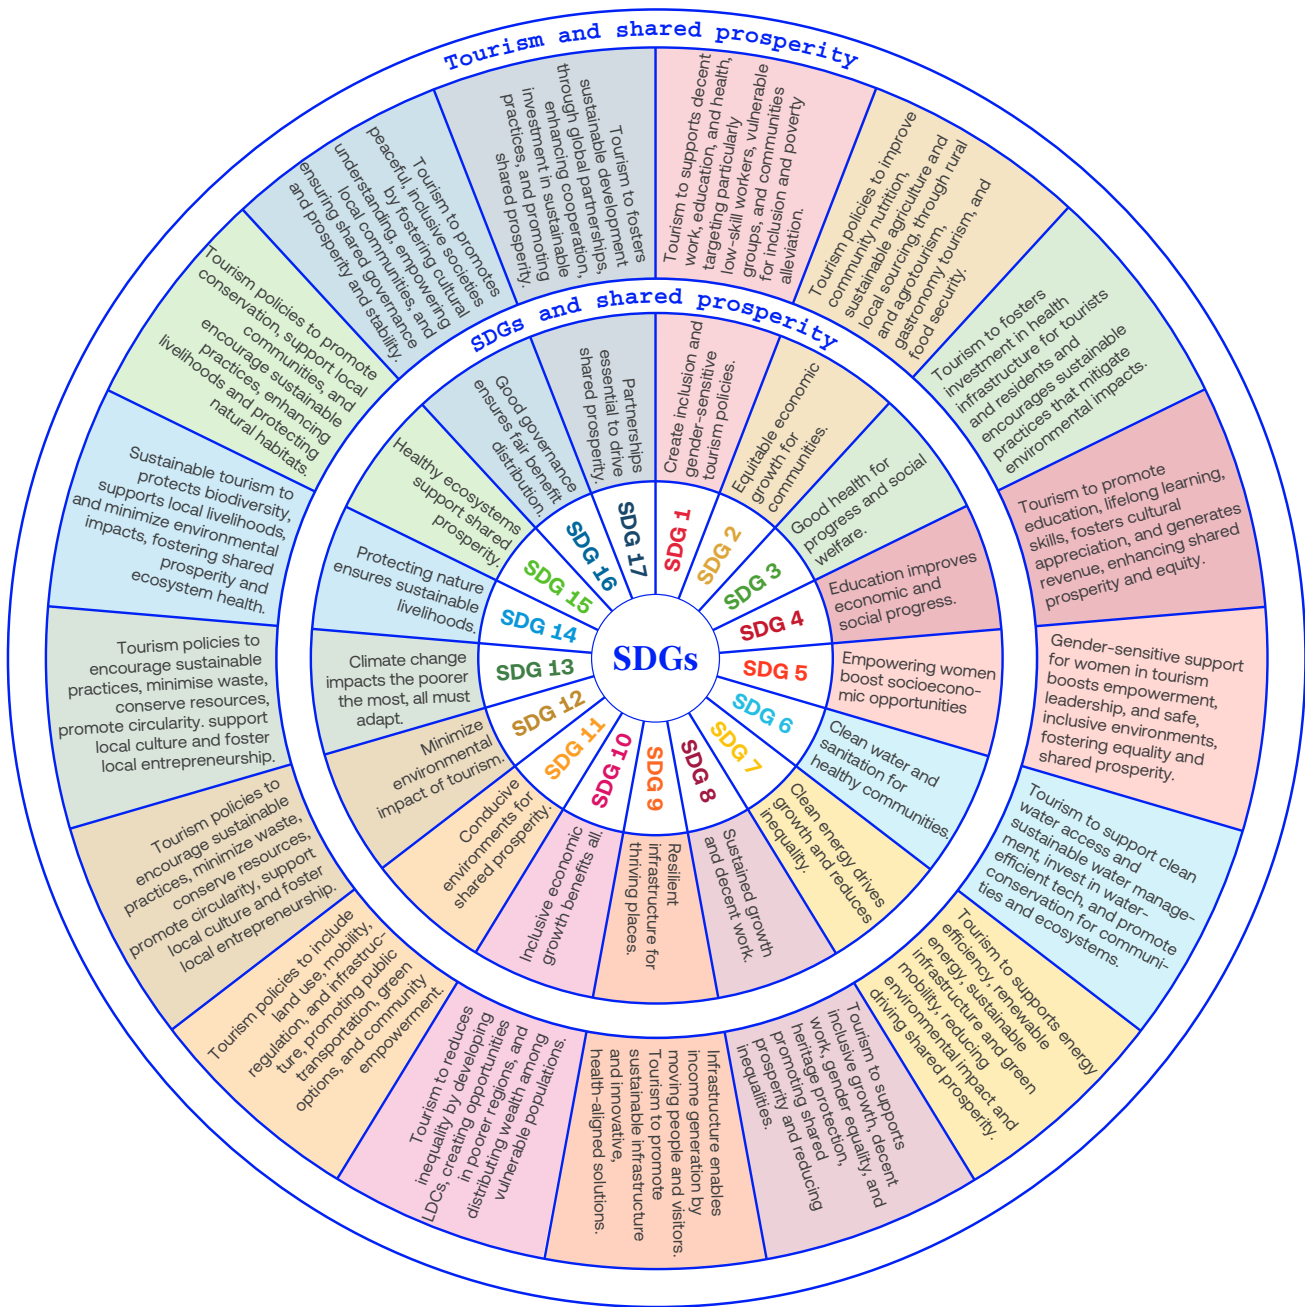 Tourism and shared prosperity
Tourism to supports decent
work, education, and health,
targeting particularly
low-skill workers, vulnerable
groups, and communities
for inclusion and poverty
alleviation.
Tourism policies to improve
community nutrition,
sustainable agriculture and
local sourcing, through rural
and agrotourism,
gastronomy tourism, and
food security.
Tourism to fosters
investment in health
infrastructure for tourists
and residents and
encourages sustainable
practices that mitigate
environmental impacts.
Tourism to promote
education, lifelong learning,
skills, fosters cultural
appreciation, and generates
revenue, enhancing shared
prosperity and equity.
Gender-sensitive support
for women in tourism
boosts empowerment,
leadership, and safe,
inclusive environments,
fostering equality and
shared prosperity.
Tourism to support clean
water access and
sustainable water manage-
ment, invest in water-
efficient tech, and promote
conservation for communi-
ties and ecosystems.
Tourism to supports energy
efficiency, renewable
energy, sustainable
infrastructure and green
mobility, reducing
environmental impact and
driving shared prosperity.
Tourism to supports
inclusive growth, decent
work, gender equality, and
heritage protection,
promoting shared
prosperity and reducing
inequalities.
Infrastructure enables
income generation by
moving people and visitors.
Tourism to promote
sustainable infrastructure
and innovative,
health-aligned solutions.
Tourism to reduces
inequality by developing
LDCs, creating opportunities
in poorer regions, and
distributing wealth among
vulnerable populations.
Tourism policies to include
land use, mobility,
regulation, and infrastruc-
ture, promoting public
transportation, green
options, and community
empowerment.
Tourism policies to
encourage sustainable
practices, minimize waste,
conserve resources,
promote circularity, support
local culture and foster
local entrepreneurship.
Tourism policies to
encourage sustainable
practices, minimise waste,
conserve resources,
promote circularity. support
local culture and foster
local entrepreneurship.
Sustainable tourism to
protects biodiversity,
supports local livelihoods,
and minimize environmental
impacts, fostering shared
prosperity and
ecosystem health.
Tourism policies to promote
conservation, support local
communities, and
encourage sustainable
practices, enhancing
livelihoods and protecting
natural habitats.
Tourism to promotes
peaceful, inclusive societies
by fostering cultural
understanding, empowering
local communities, and
ensuring shared governance
and prosperity and stability.
Tourism to fosters
sustainable development
through global partnerships,
enhancing cooperation,
investment in sustainable
practices, and promoting
shared prosperity.
SDGs and shared prosperity
Create inclusion and
gender-sensitive
tourism policies.
Equitable economic
growth for
communities.
Good health for
progress and social
welfare.
Education improves
economic and
social progress.
Empowering women
boost socioecono-
mic opportunities
Clean water and
sanitation for
healthy communities.
Clean energy drives
growth and reduces
inequality.
Sustained growth
and decent work.
Resilient
infrastructure for
thriving places.
Inclusive economic
growth benefits all.
Conducive
environments for
shared prosperity.
Minimize
environmental
impact of tourism.
Climate change
impacts the poorer
the most, all must
adapt.
Protecting nature
ensures sustainable
livelihoods.
Healthy ecosystems
support shared
prosperity.
Good governance
ensures fair benefit
distribution.
Partnerships
essential to drive
shared prosperity.
SDG 1
SDG 2
SDG 3
SDG 4
SDG 5
SDG 6
SDG 7
SDG 8
SDG 9
SDG 10
SDG 11
SDG 12
SDG 13
SDG 14
SDG 15
SDG 16
SDG 17
SDGs